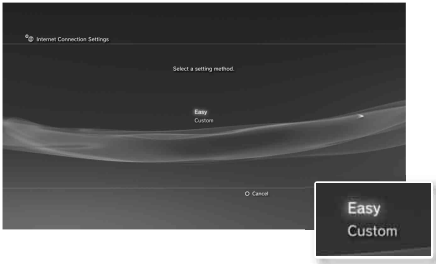 Internet Connection Settings
Select a setting method.
Easy
Custom
Cancel
Easy
Custom